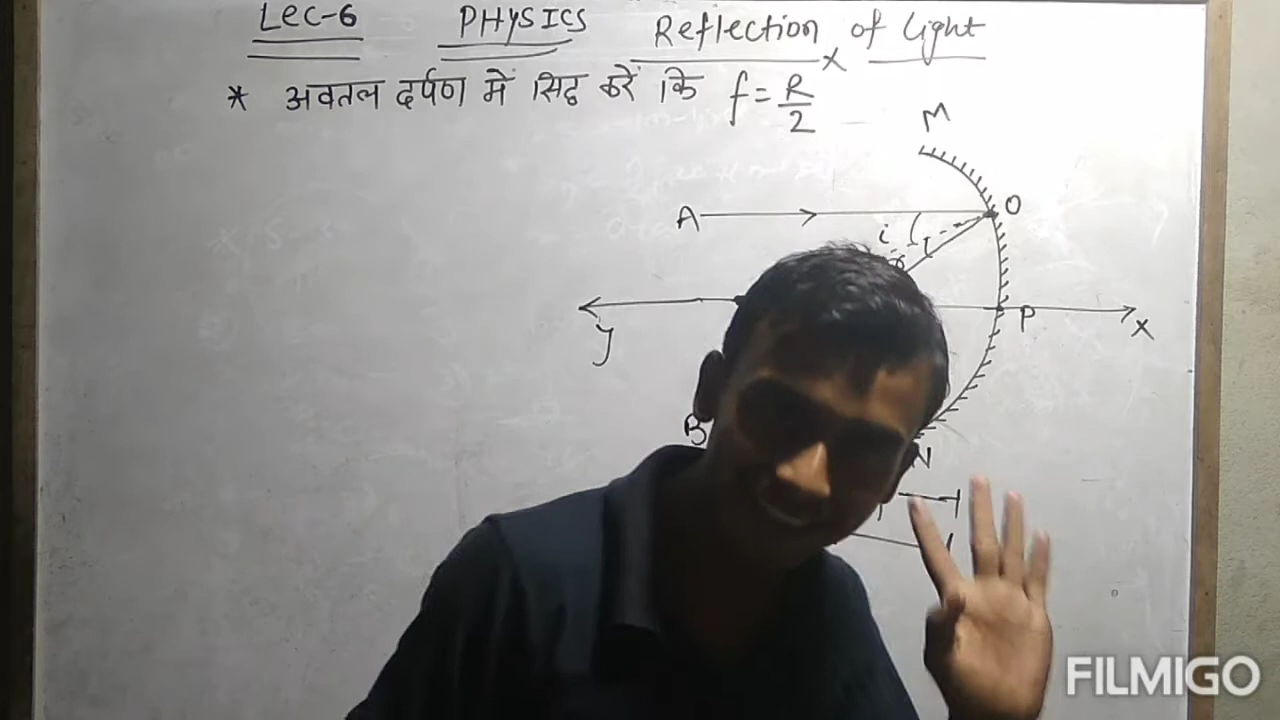 Lec-6 PHYSICS Reflection of light
* अवतल दर्पण में सिद्ध करें कि f = R/2
x
M
A
O
i
r
P
x
y
B
N
FILMIGO